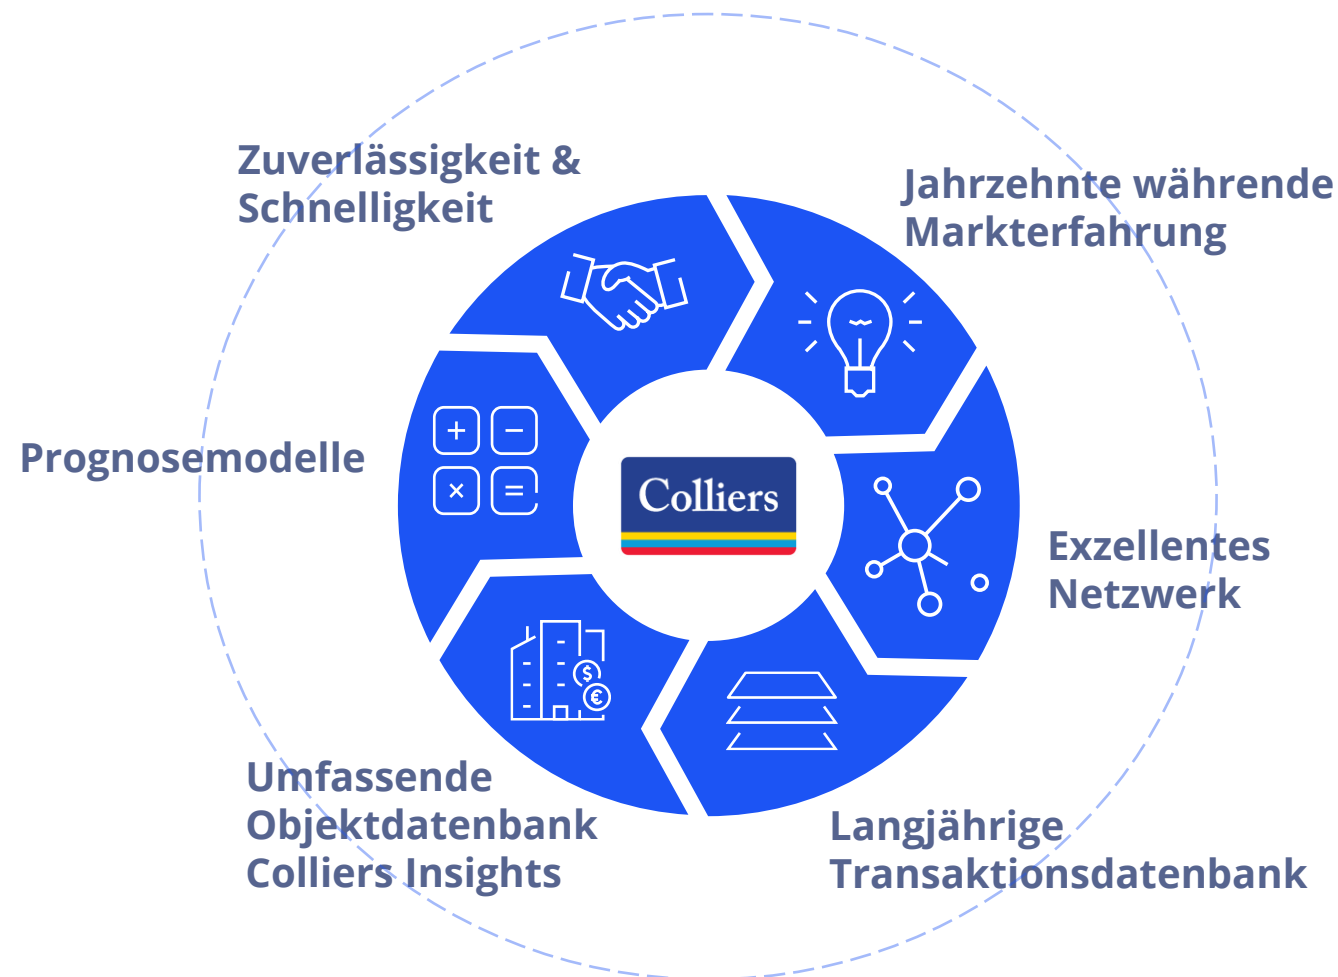 Zuverlässigkeit &
Schnelligkeit
Jahrzehnte währende
Markterfahrung
Prognosemodelle
Colliers
Exzellentes
Netzwerk
Umfassende
Objektdatenbank
Colliers Insights
Langjährige
Transaktionsdatenbank